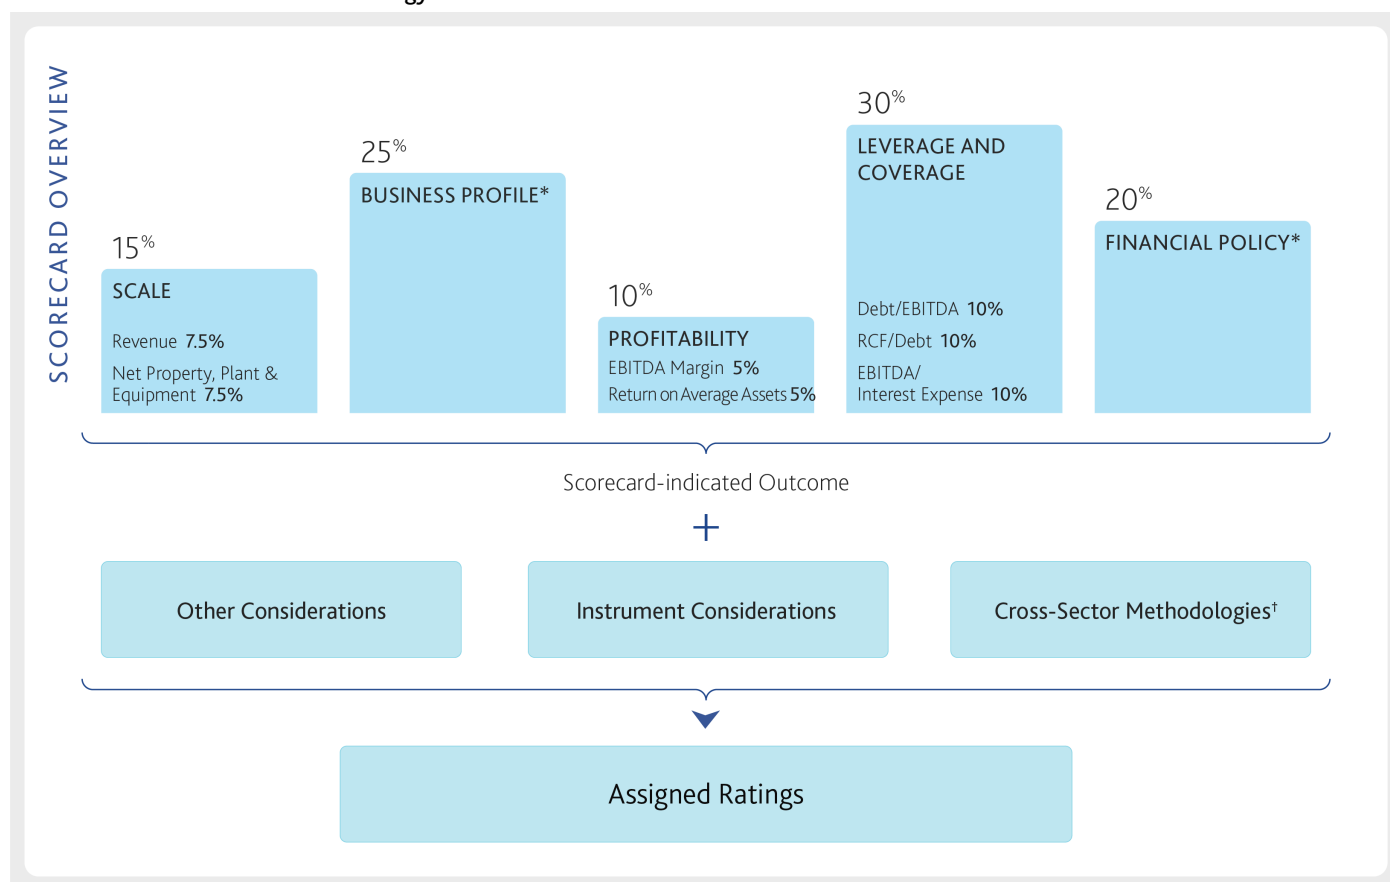 SCORECARD OVERVIEW
15%
SCALE
Revenue 7.5%
Net Property, Plant &
Equipment 7.5%
25%
BUSINESS PROFILE*
10%
PROFITABILITY
EBITDA Margin 5%
Return on Average Assets 5%
30%
LEVERAGE AND
COVERAGE
Debt/EBITDA 10%
RCF/Debt 10%
EBITDA/
Interest Expense 10%
20%
FINANCIAL POLICY*
Scorecard-indicated Outcome
+
Other Considerations
Instrument Considerations
Cross-Sector Methodologies†
Assigned Ratings